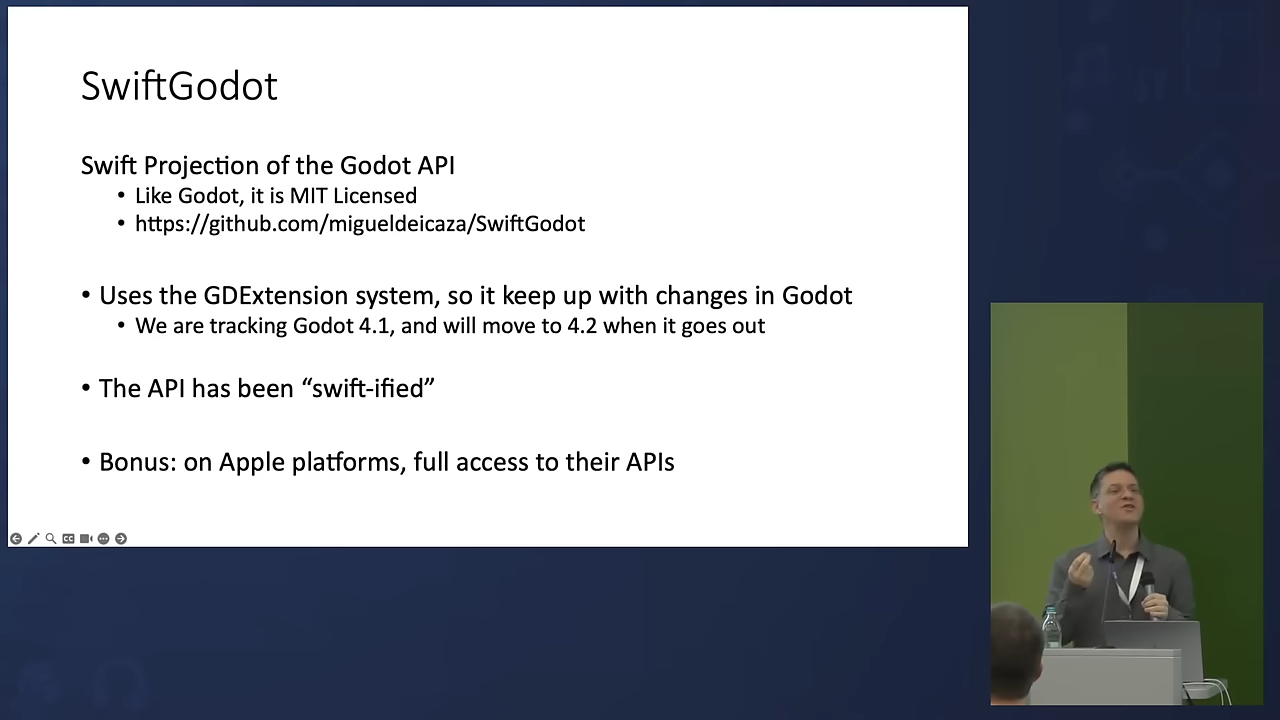 SwiftGodot
Swift Projection of the Godot API
• Like Godot, it is MIT Licensed
• https://github.com/migueldeicaza/SwiftGodot
• Uses the GDExtension system, so it keep up with changes in Godot
• We are tracking Godot 4.1, and will move to 4.2 when it goes out
• The API has been “swift-ified”
• Bonus: on Apple platforms, full access to their APIs
CC